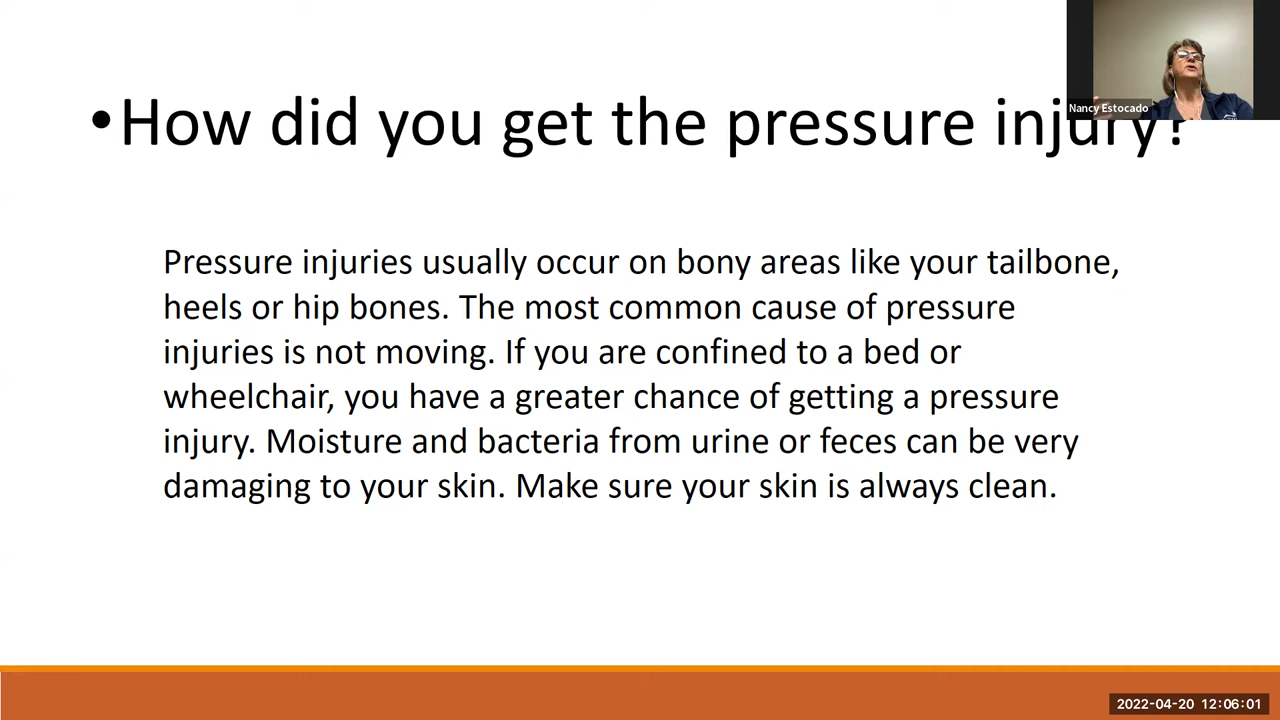 •How did you get the pressure injury?
Nancy Estocado
Pressure injuries usually occur on bony areas like your tailbone,
heels or hip bones. The most common cause of pressure
injuries is not moving. If you are confined to a bed or
wheelchair, you have a greater chance of getting a pressure
injury. Moisture and bacteria from urine or feces can be very
damaging to your skin. Make sure your skin is always clean.
2022-04-20 12:06:01